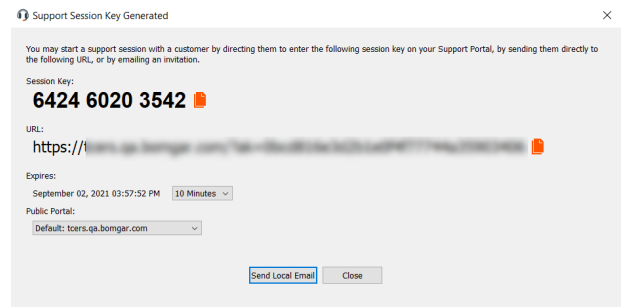 Support Session Key Generated
You may start a support session with a customer by directing them to enter the following session key on your Support Portal, by sending them directly to
the following URL, or by emailing an invitation.
Session Key:
6424 6020 3542
URL:
https://
Expires:
September 02, 2021 03:57:52 PM 10 Minutes
Public Portal:
Default: tcers.qa.bomgar.com
Send Local Email Close